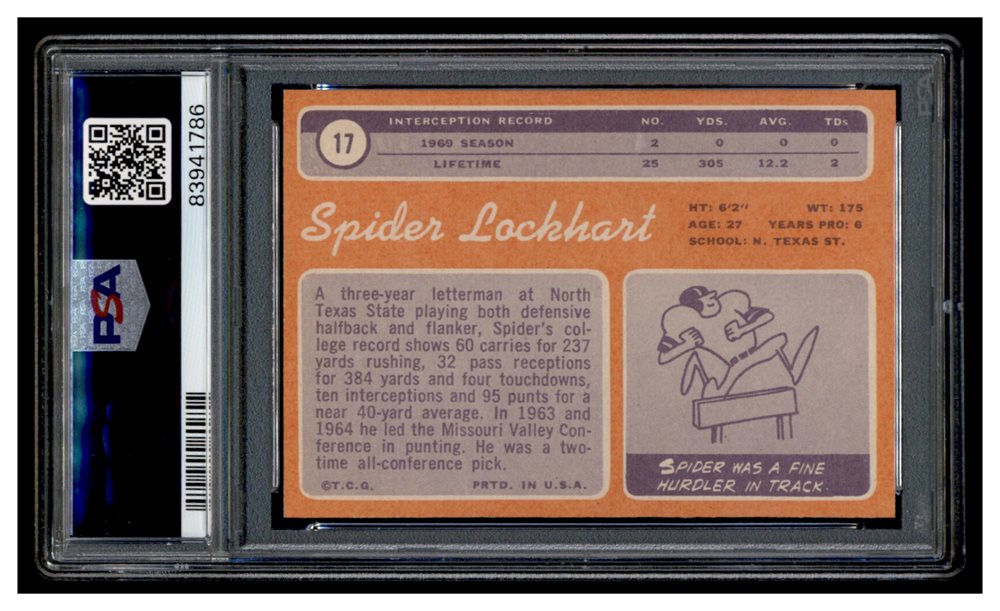 83941786
PSA
17
INTERCEPTION RECORD NO. YDS. AVG. TDs
1969 SEASON 2 0 0 0
LIFETIME 25 305 12.2 2
Spider Lockhart
HT: 6'2" WT: 175
AGE: 27 YEARS PRO: 6
SCHOOL: N. TEXAS ST.
A three-year letterman at North
Texas State playing both defensive
halfback and flanker, Spider's col-
lege record shows 60 carries for 237
yards rushing, 32 pass receptions
for 384 yards and four touchdowns,
ten interceptions and 95 punts for a
near 40-yard average. In 1963 and
1964 he led the Missouri Valley Con-
ference in punting. He was a two-
time all-conference pick.
©T.C.G. PRTD. IN U.S.A.
SPIDER WAS A FINE
HURDLER IN TRACK.